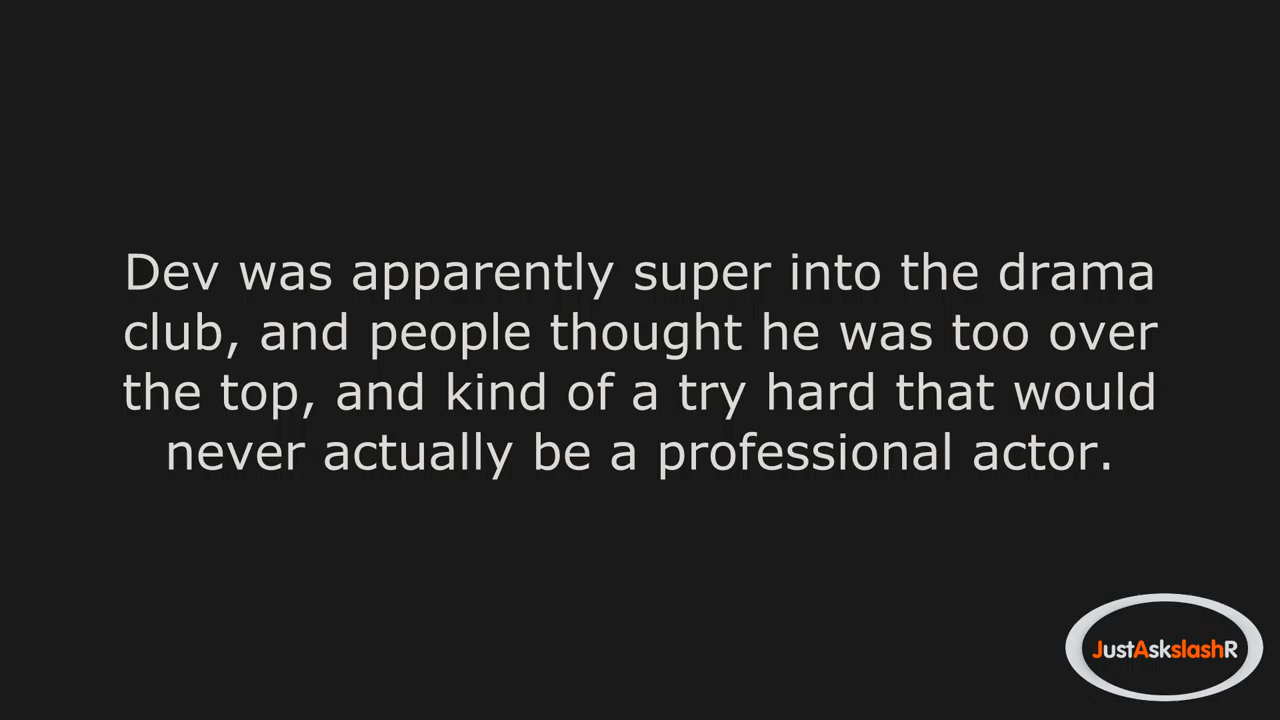 Dev was apparently super into the drama
club, and people thought he was too over
the top, and kind of a try hard that would
never actually be a professional actor.
JustAskslashR